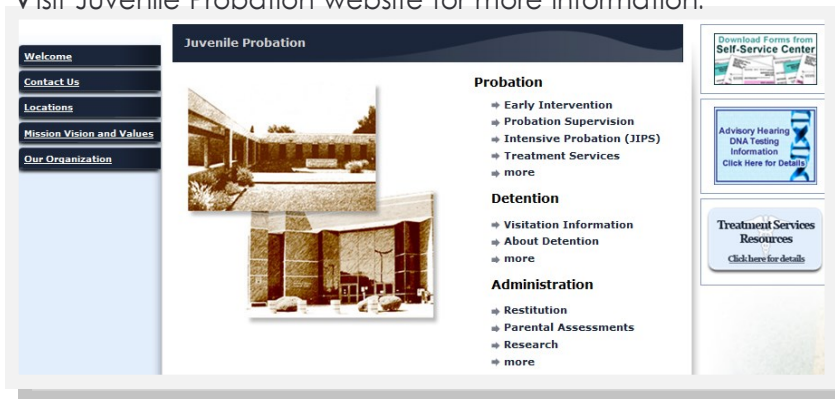 Visit Juvenile Probation website for more information.
Juvenile Probation
Welcome
Contact Us
Locations
Mission Vision and Values
Our Organization
Probation
Early Intervention
Probation Supervision
Intensive Probation (JIPS)
Treatment Services
more
Detention
Visitation Information
About Detention
more
Administration
Restitution
Parental Assessments
Research
more
Download Forms from
Self-Service Center
Advisory Hearing
DNA Testing
Information
Click Here for Details
Treatment Services
Resources
Click here for details